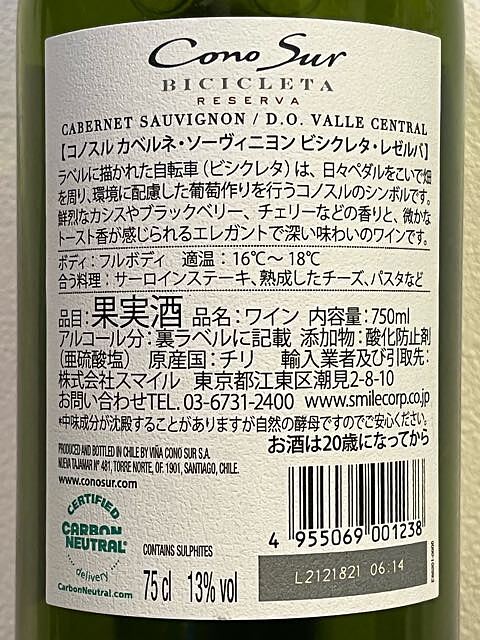 Cono Sur
BICICLETA
RESERVA
CABERNET SAUVIGNON / D.O. VALLE CENTRAL
【コノスル カベルネ・ソーヴィニヨン ビシクレタ・レゼルバ】
ラベルに描かれた自転車(ビシクレタ)は、日々ペダルをこいで畑
を周り、環境に配慮した葡萄作りを行うコノスルのシンボルです。
鮮烈なカシスやブラックベリー、チェリーなどの香りと、微かな
トースト香が感じられるエレガントで深い味わいのワインです。
ボディ:フルボディ 適温:16℃〜18℃
合う料理:サーロインステーキ、熟成したチーズ、パスタなど
品目:果実酒 品名:ワイン 内容量:750ml
アルコール分:裏ラベルに記載 添加物:酸化防止剤
(亜硫酸塩) 原産国:チリ 輸入業者及び引取先:
株式会社スマイル 東京都江東区潮見2-8-10
お問い合わせTEL. 03-6731-2400 www.smilecorp.co.jp
*中味成分が沈殿することがありますが自然の酵母ですのでご安心ください。
お酒は20歳になってから
PRODUCED AND BOTTLED IN CHILE BY VIÑA CONO SUR S.A.
NUEVA TAJAMAR N° 481, TORRE NORTE, OF. 1901, SANTIAGO, CHILE.
www.conosur.com
CERTIFIED
CARBON
NEUTRAL®
delivery
CarbonNeutral.com
CONTAINS SULPHITES
75 cl 13% vol
4 955069 001238
L2121821 06:14